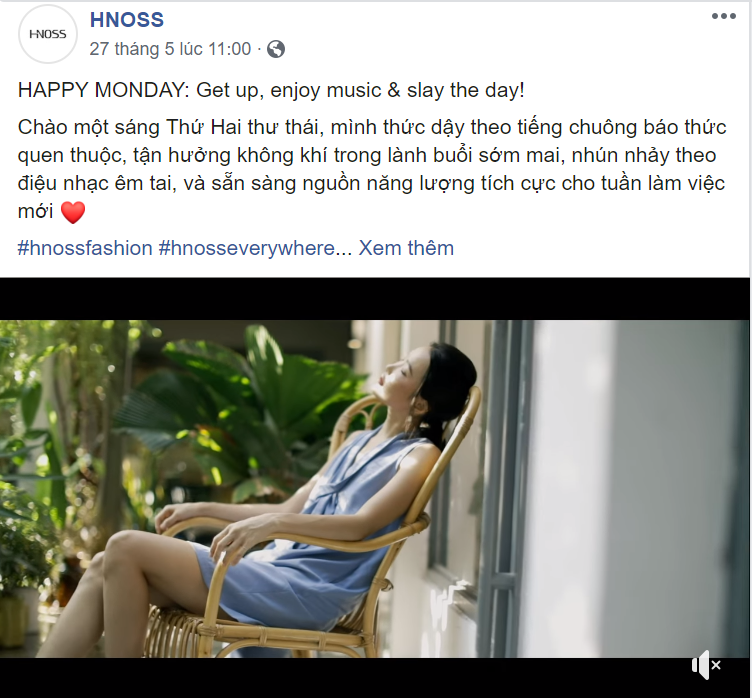 HNOSS
HNOSS
27 tháng 5 lúc 11:00 ·
HAPPY MONDAY: Get up, enjoy music & slay the day!
Chào một sáng Thứ Hai thư thái, mình thức dậy theo tiếng chuông báo thức
quen thuộc, tận hưởng không khí trong lành buổi sớm mai, nhún nhảy theo
điệu nhạc êm tai, và sẵn sàng nguồn năng lượng tích cực cho tuần làm việc
mới ❤️
#hnossfashion #hnosseverywhere... Xem thêm